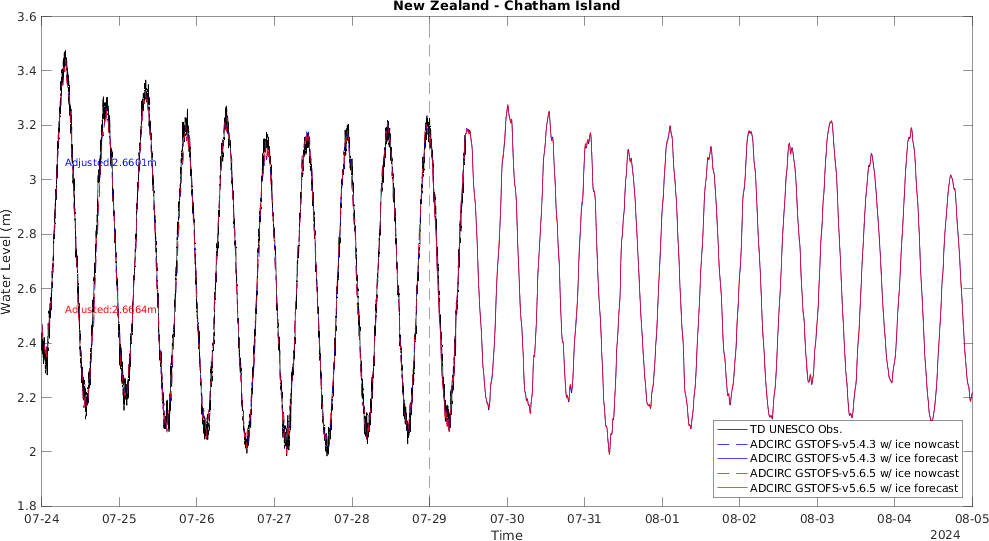 New Zealand - Chatham Island
3.6
3.4
3.2
3
2.8
2.6
2.4
2.2
2
1.8
Water Level (m)
Adjusted:2.6601m
Adjusted:2.6664m
TD UNESCO Obs.
ADCIRC GSTOFS-v5.4.3 w/ ice nowcast
ADCIRC GSTOFS-v5.4.3 w/ ice forecast
ADCIRC GSTOFS-v5.6.5 w/ ice nowcast
ADCIRC GSTOFS-v5.6.5 w/ ice forecast
07-24 07-25 07-26 07-27 07-28 07-29 07-30 07-31 08-01 08-02 08-03 08-04 08-05
Time
2024